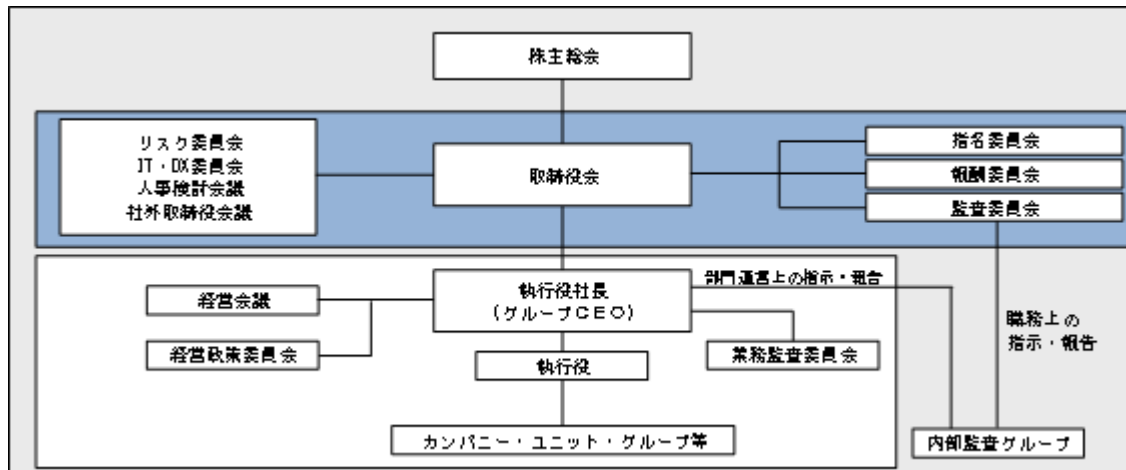 株主総会
リスク委員会
IT・DX委員会
人事検討会議
社外取締役会議
取締役会
指名委員会
報酬委員会
監査委員会
執行役社長
(グループCEO)
部門運営上の指示・報告
経営会議
経営政策委員会
業務監査委員会
職務上の
指示・報告
執行役
カンパニー・ユニット・グループ等
内部監査グループ